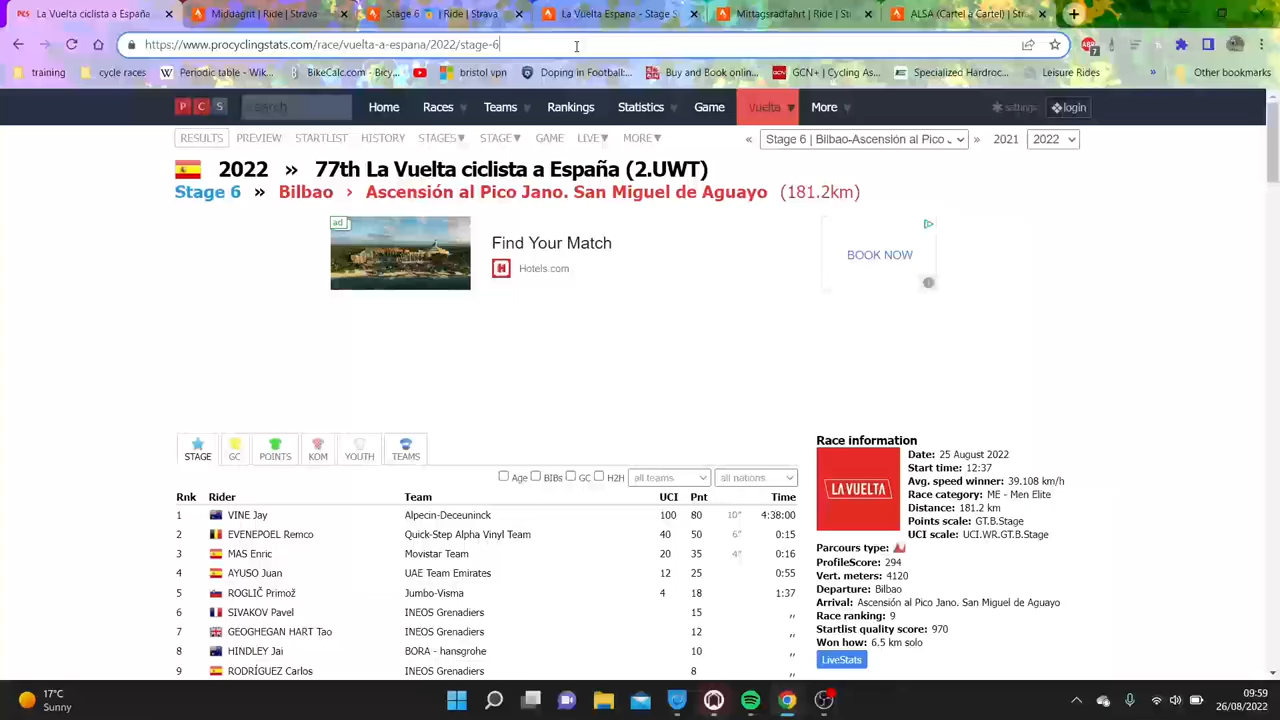 Midagrit | Ride | Strava
Stage 6 | Ride | Strava
La Vuelta Espana - Stage
Mittagsradfahrt | Ride | St
ALSA (Cartel a Cartel) | Str
https://www.procyclingstats.com/race/vuelta-a-espana/2022/stage-6
training cycle races Periodic table - Wik... BikeCalc.com - Bicy... bristol vpn Doping in Football:... Buy and Book onlin... GCN+ | Cycling As... Specialized Hardroc... Leisure Rides » Other bookmarks
P C S Home Races Teams Rankings Statistics Game Vuelta More settings login
RESULTS PREVIEW STARTLIST HISTORY STAGES▼ STAGE▼ GAME LIVE▼ MORE▼ « Stage 6 | Bilbao-Ascensión al Pico » 2021 2022
2022 » 77th La Vuelta ciclista a España (2.UWT)
Stage 6 » Bilbao › Ascensión al Pico Jano. San Miguel de Aguayo (181.2km)
ad
Find Your Match
Hotels.com
BOOK NOW
STAGE GC POINTS KOM YOUTH TEAMS
Age BIBs GC H2H all teams all nations
Rnk Rider Team UCI Pnt Time
1 VINE Jay Alpecin-Deceuninck 100 80 10" 4:38:00
2 EVENEPOEL Remco Quick-Step Alpha Vinyl Team 40 50 6" 0:15
3 MAS Enric Movistar Team 20 35 4" 0:16
4 AYUSO Juan UAE Team Emirates 12 25 0:55
5 ROGLIČ Primož Jumbo-Visma 4 18 1:37
6 SIVAKOV Pavel INEOS Grenadiers 15 ,,
7 GEOGHEGAN HART Tao INEOS Grenadiers 12 ,,
8 HINDLEY Jai BORA - hansgrohe 10 ,,
9 RODRÍGUEZ Carlos INEOS Grenadiers 8 ,,
Race information
LA VUELTA
Date: 25 August 2022
Start time: 12:37
Avg. speed winner: 39.108 km/h
Race category: ME - Men Elite
Distance: 181.2 km
Points scale: GT.B.Stage
UCI scale: UCI.WR.GT.B.Stage
Parcours type:
ProfileScore: 294
Vert. meters: 4120
Departure: Bilbao
Arrival: Ascensión al Pico Jano. San Miguel de Aguayo
Race ranking: 9
Startlist quality score: 970
Won how: 6.5 km solo
LiveStats
17°C
Sunny
09:59
26/08/2022